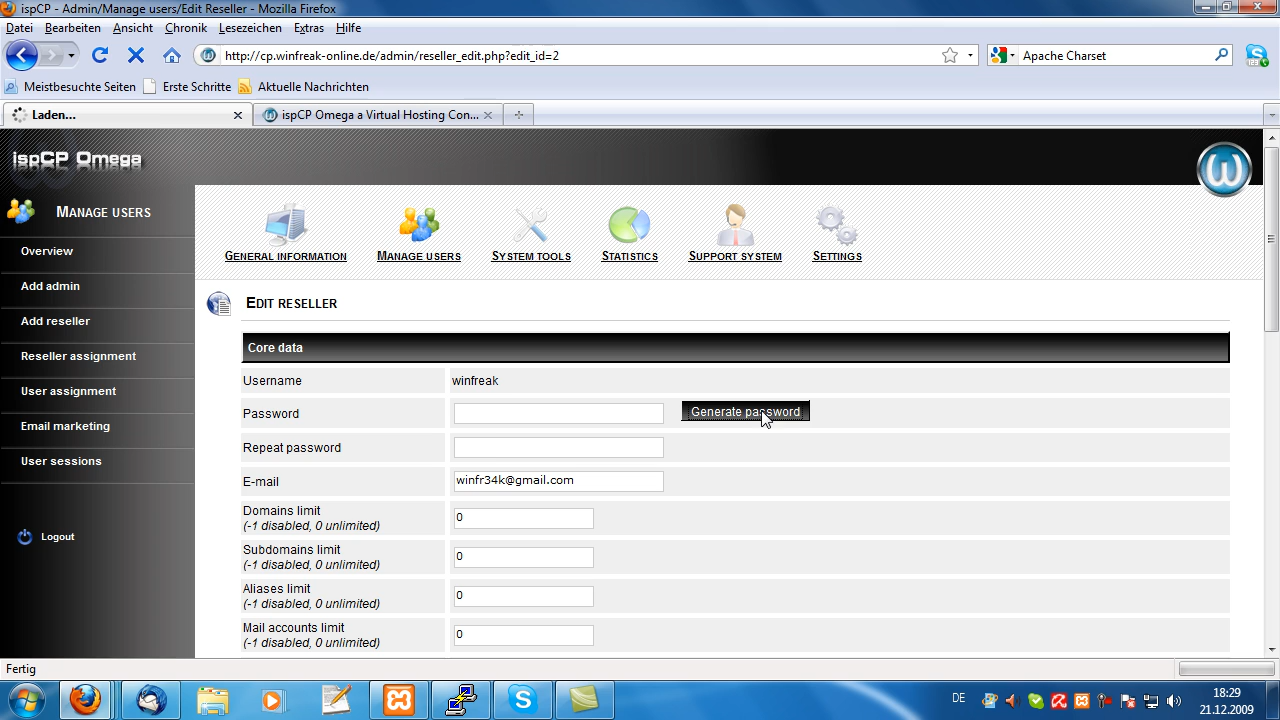 ispCP - Admin/Manage users/Edit Reseller - Mozilla Firefox
Datei Bearbeiten Ansicht Chronik Lesezeichen Extras Hilfe
http://cp.winfreak-online.de/admin/reseller_edit.php?edit_id=2
Apache Charset
Meistbesuchte Seiten Erste Schritte Aktuelle Nachrichten
Laden... ispCP Omega a Virtual Hosting Con...
ispCP Omega
MANAGE USERS
Overview
Add admin
Add reseller
Reseller assignment
User assignment
Email marketing
User sessions
Logout
GENERAL INFORMATION MANAGE USERS SYSTEM TOOLS STATISTICS SUPPORT SYSTEM SETTINGS
EDIT RESELLER
Core data
Username winfreak
Password Generate password
Repeat password
E-mail winfr34k@gmail.com
Domains limit
(-1 disabled, 0 unlimited) 0
Subdomains limit
(-1 disabled, 0 unlimited) 0
Aliases limit
(-1 disabled, 0 unlimited) 0
Mail accounts limit
(-1 disabled, 0 unlimited) 0
Fertig
DE
18:29
21.12.2009